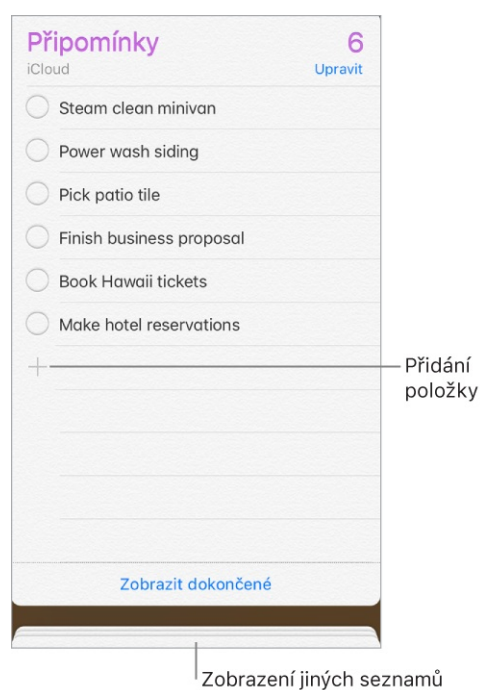 Připomínky 6
iCloud Upravit
Steam clean minivan
Power wash siding
Pick patio tile
Finish business proposal
Book Hawaii tickets
Make hotel reservations
Přidání
položky
Zobrazit dokončené
Zobrazení jiných seznamů